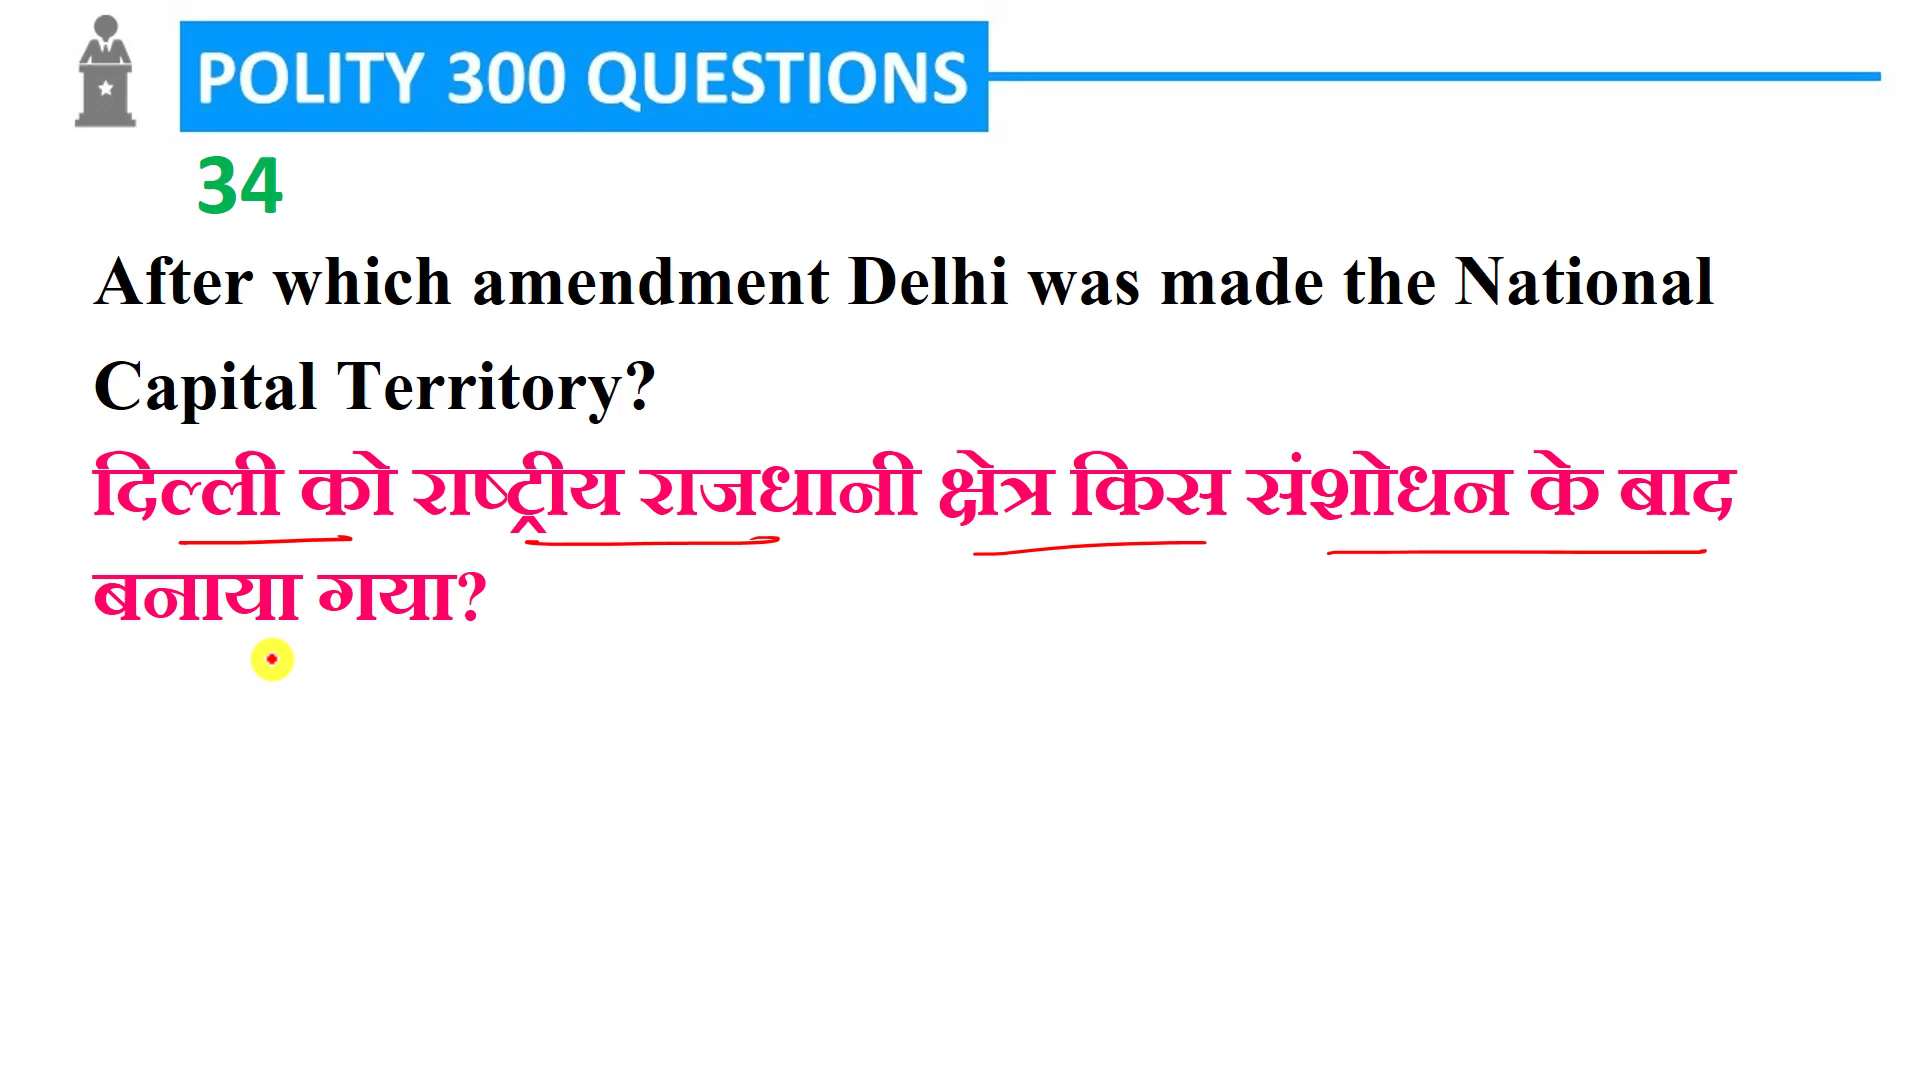 POLITY 300 QUESTIONS
34
After which amendment Delhi was made the National
Capital Territory?
दिल्ली को राष्ट्रीय राजधानी क्षेत्र किस संशोधन के बाद
बनाया गया?